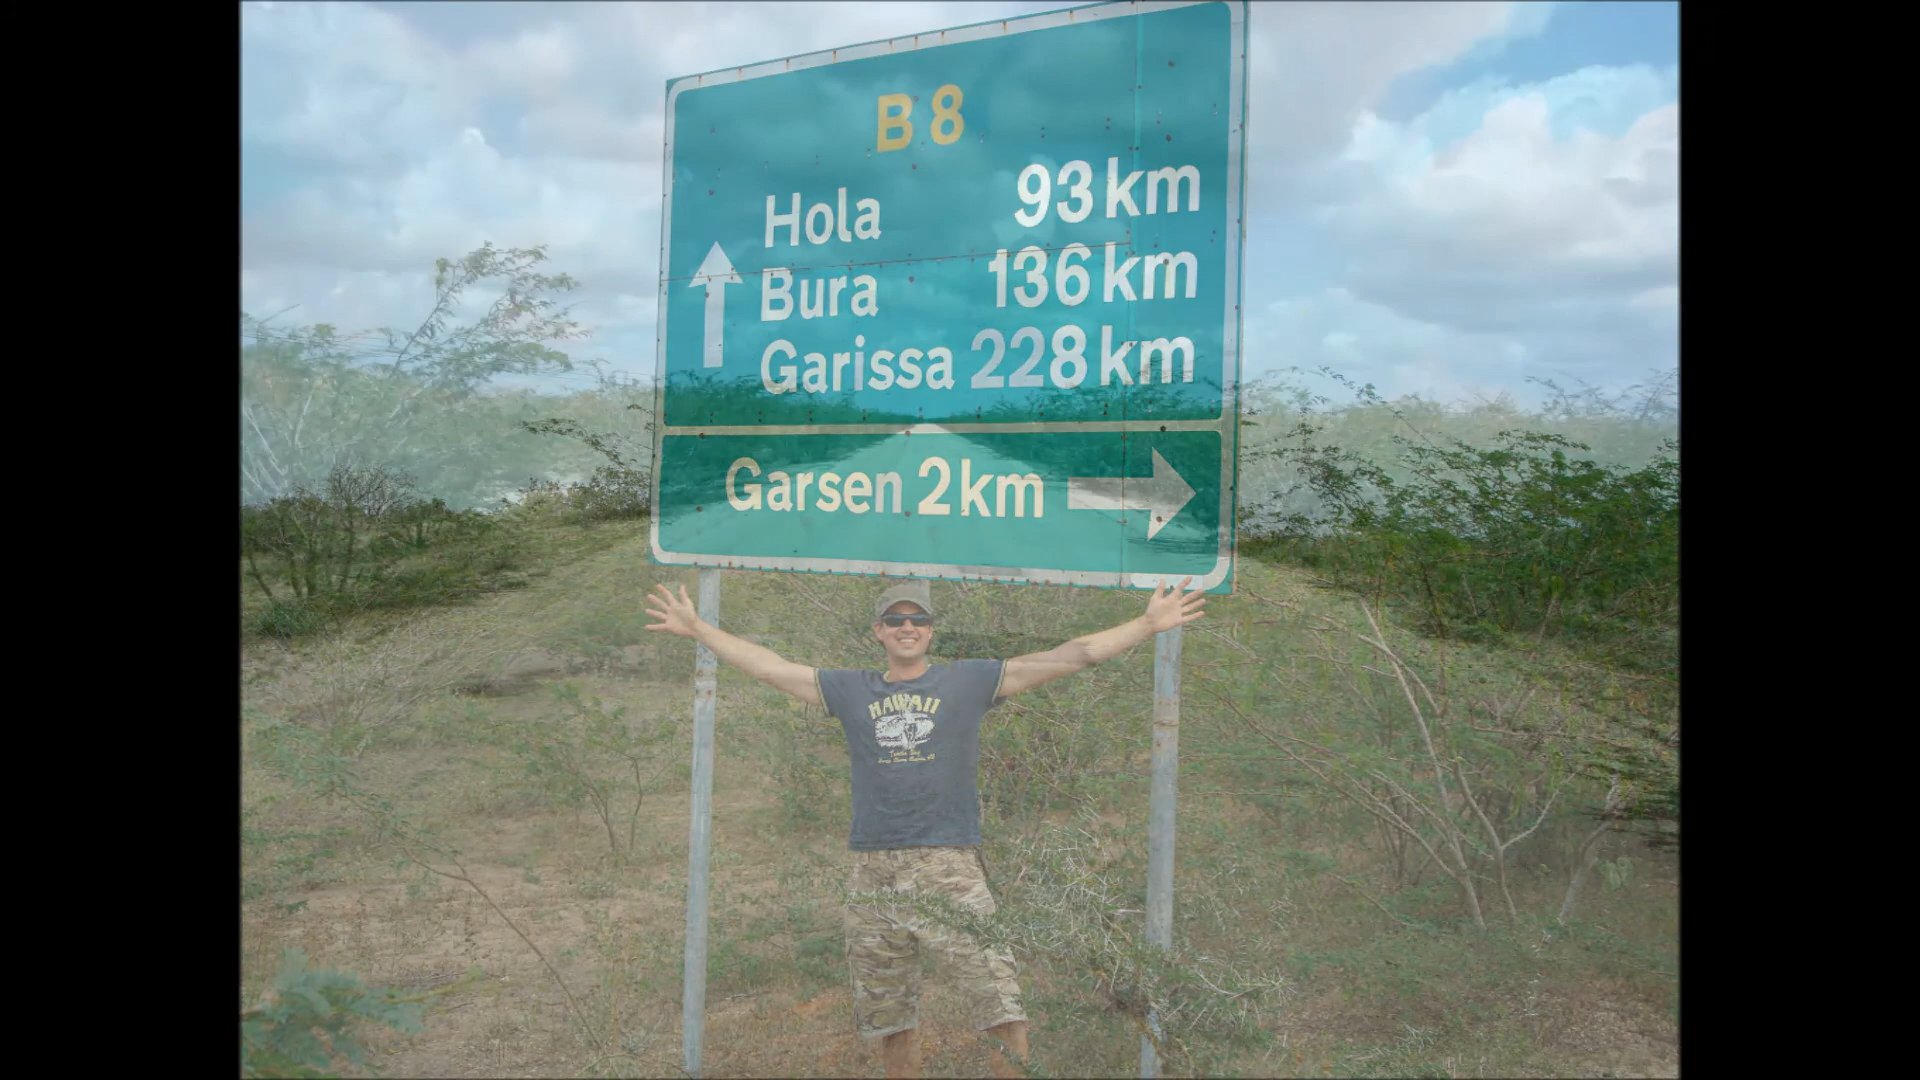 B 8
Hola 93 km
Bura 136 km
Garissa 228 km
Garsen 2 km
HAWAII